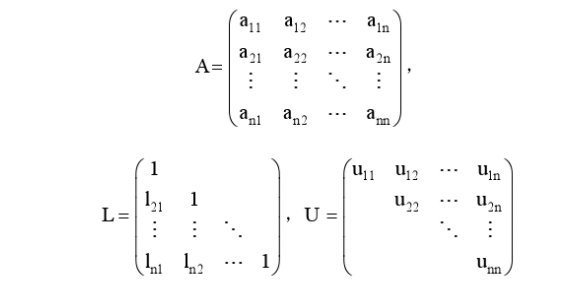 A = ( a₁₁ a₁₂ ⋯ a₁ₙ
a₂₁ a₂₂ ⋯ a₂ₙ
⋮ ⋮ ⋱ ⋮
aₙ₁ aₙ₂ ⋯ aₙₙ ) ,
L = ( 1
l₂₁ 1
⋮ ⋮ ⋱
lₙ₁ lₙ₂ ⋯ 1 ) , U = ( u₁₁ u₁₂ ⋯ u₁ₙ
u₂₂ ⋯ u₂ₙ
⋱ ⋮
uₙₙ )